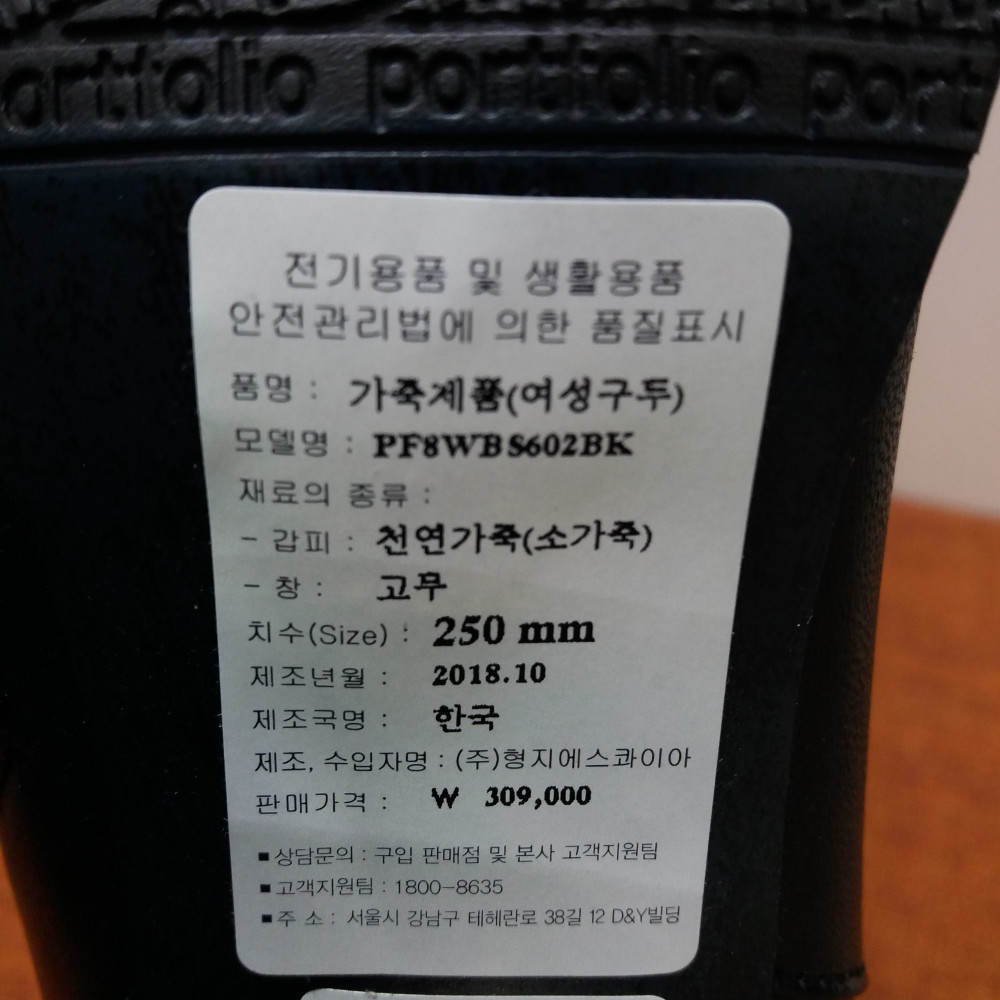 ortfolio portfolio port
전기용품 및 생활용품
안전관리법에 의한 품질표시
품명 : 가죽제품(여성구두)
모델명 : PF8WBS602BK
재료의 종류 :
- 갑피 : 천연가죽(소가죽)
- 창 : 고무
치수(Size) : 250 mm
제조년월 : 2018.10
제조국명 : 한국
제조, 수입자명 : (주)형지에스콰이아
판매가격 : ₩ 309,000
■ 상담문의 : 구입 판매점 및 본사 고객지원팀
■ 고객지원팀 : 1800-8635
■ 주 소 : 서울시 강남구 테헤란로 38길 12 D&Y빌딩